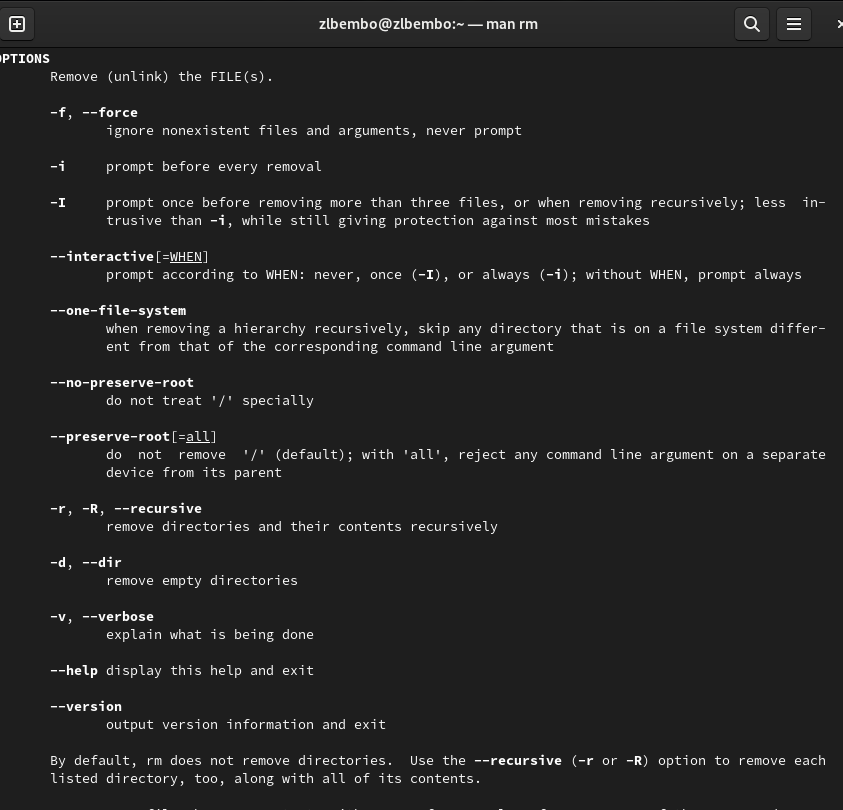 zlbembo@zlbembo:~ — man rm
OPTIONS
Remove (unlink) the FILE(s).
-f, --force
ignore nonexistent files and arguments, never prompt
-i prompt before every removal
-I prompt once before removing more than three files, or when removing recursively; less in-
trusive than -i, while still giving protection against most mistakes
--interactive[=WHEN]
prompt according to WHEN: never, once (-I), or always (-i); without WHEN, prompt always
--one-file-system
when removing a hierarchy recursively, skip any directory that is on a file system differ-
ent from that of the corresponding command line argument
--no-preserve-root
do not treat '/' specially
--preserve-root[=all]
do not remove '/' (default); with 'all', reject any command line argument on a separate
device from its parent
-r, -R, --recursive
remove directories and their contents recursively
-d, --dir
remove empty directories
-v, --verbose
explain what is being done
--help display this help and exit
--version
output version information and exit
By default, rm does not remove directories. Use the --recursive (-r or -R) option to remove each
listed directory, too, along with all of its contents.